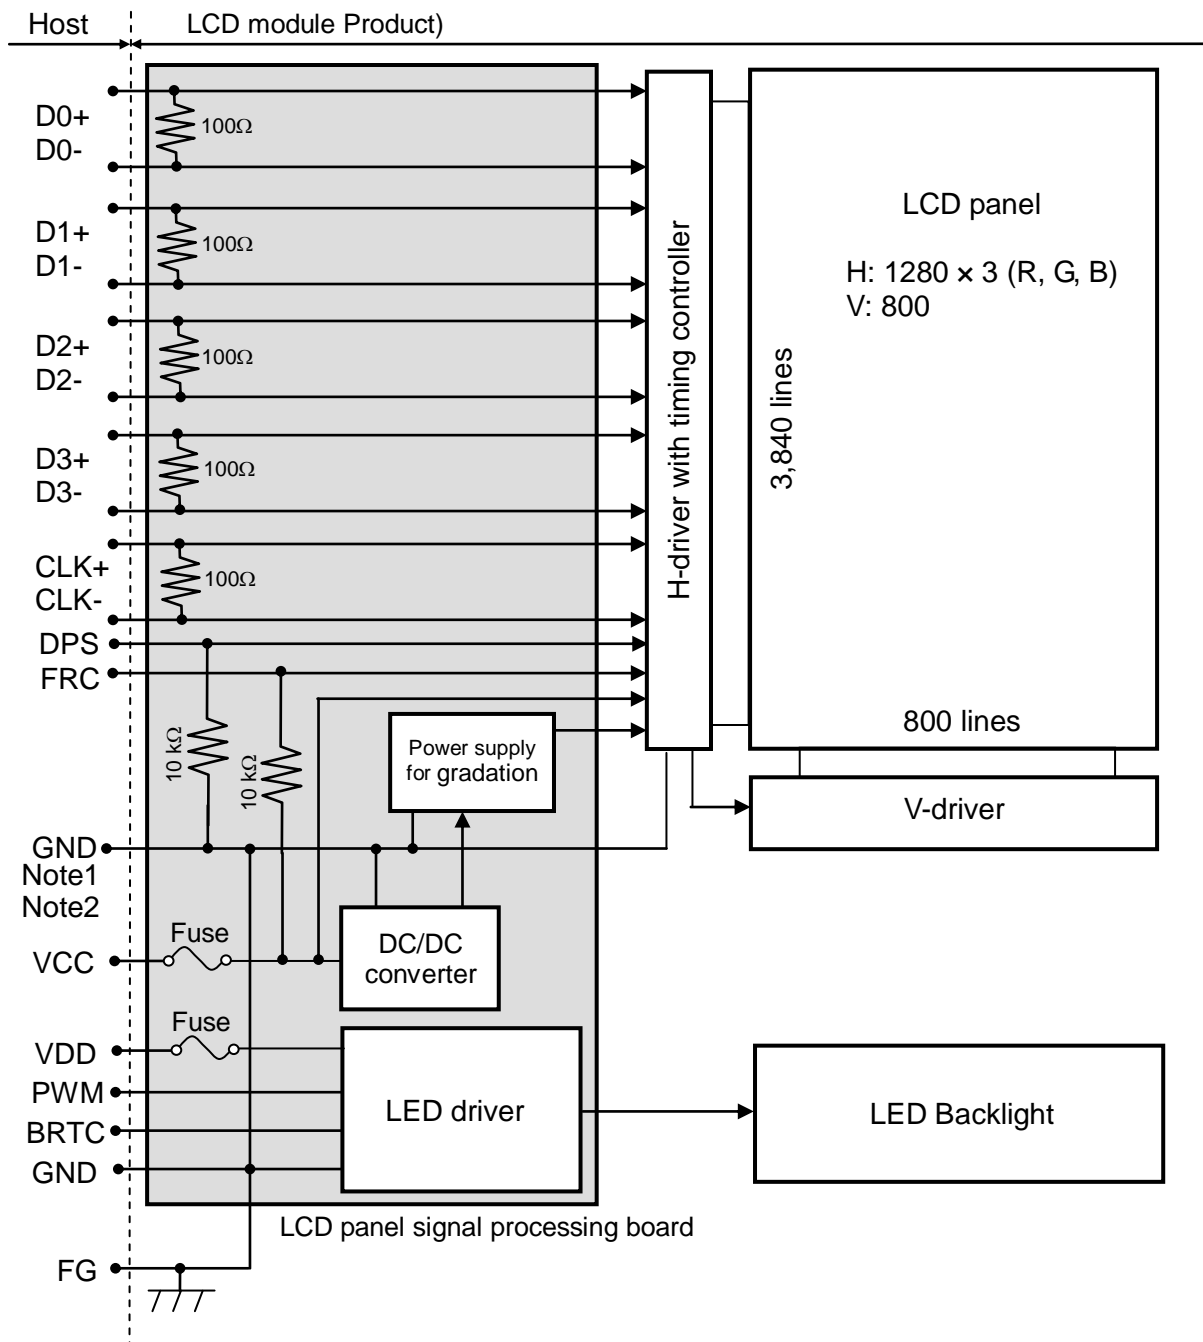 Host
LCD module Product)
D0+
D0-
100Ω
D1+
D1-
100Ω
D2+
D2-
100Ω
D3+
D3-
100Ω
CLK+
CLK-
100Ω
DPS
FRC
10 kΩ
10 kΩ
Power supply
for gradation
H-driver with timing controller
LCD panel
H: 1280 × 3 (R, G, B)
V: 800
3,840 lines
800 lines
V-driver
GND
Note1
Note2
Fuse
VCC
DC/DC
converter
Fuse
VDD
PWM
BRTC
GND
LED driver
LED Backlight
LCD panel signal processing board
FG